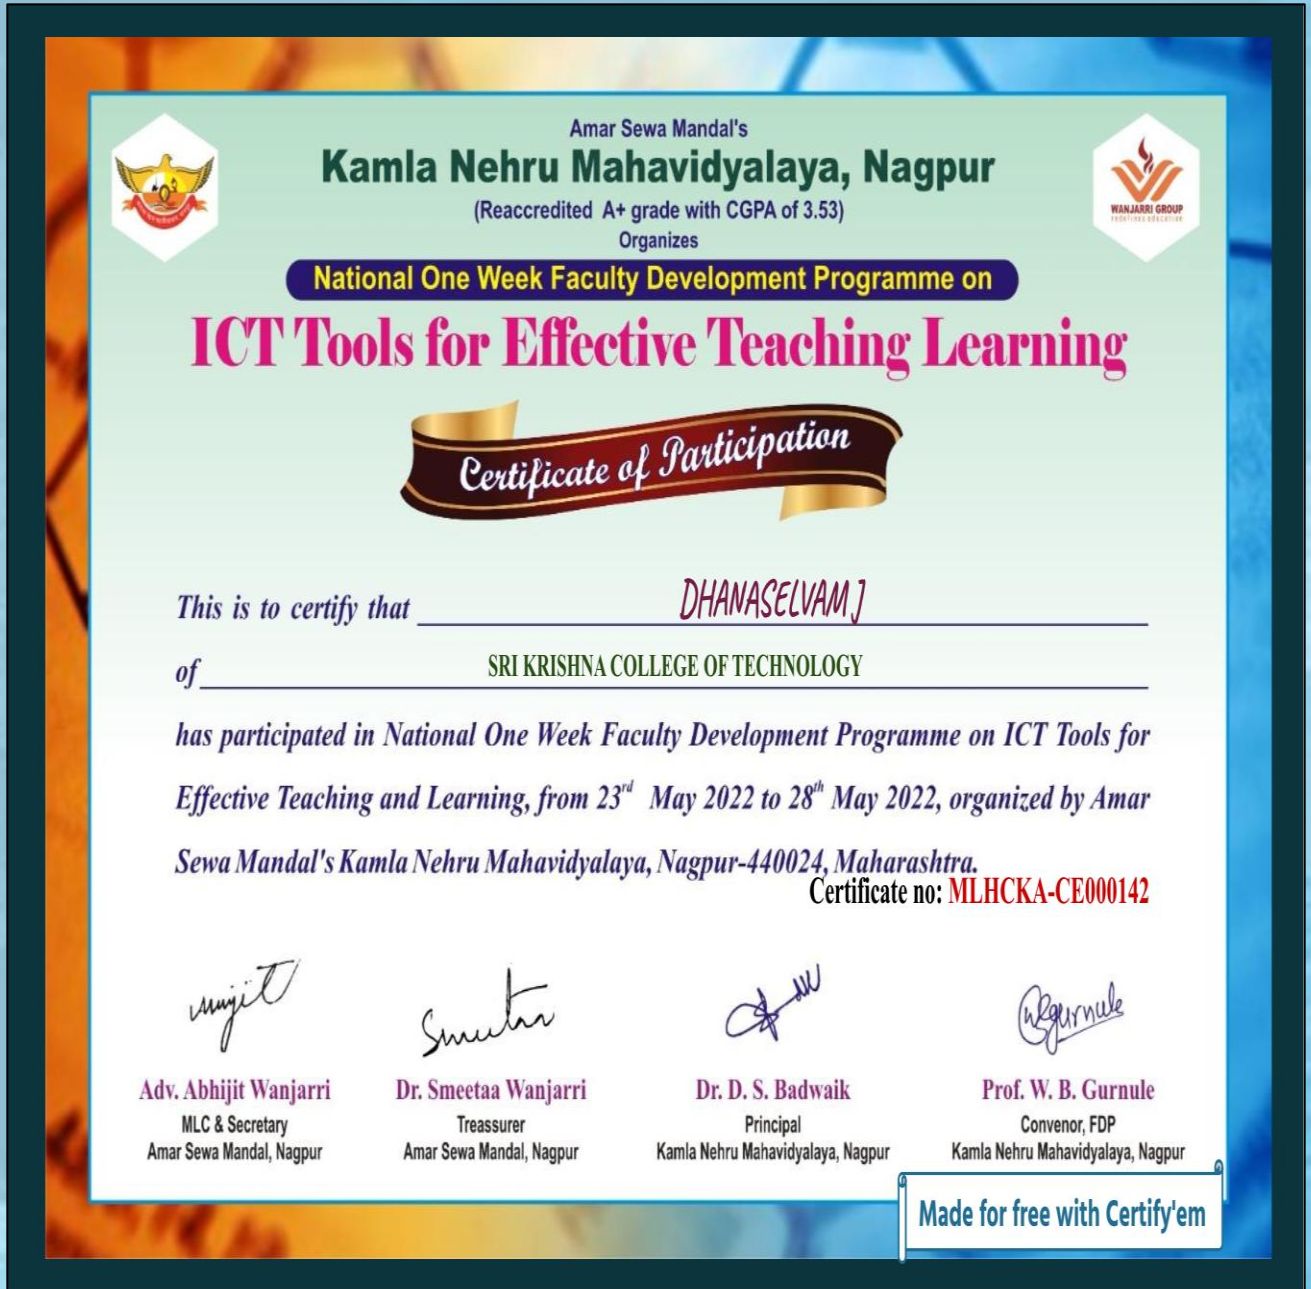 Amar Sewa Mandal's
Kamla Nehru Mahavidyalaya, Nagpur
(Reaccredited A+ grade with CGPA of 3.53)
Organizes
WANJARRI GROUP
National One Week Faculty Development Programme on
ICT Tools for Effective Teaching Learning
Certificate of Participation
This is to certify that DHANASELVAM J
of SRI KRISHNA COLLEGE OF TECHNOLOGY
has participated in National One Week Faculty Development Programme on ICT Tools for
Effective Teaching and Learning, from 23rd May 2022 to 28th May 2022, organized by Amar
Sewa Mandal's Kamla Nehru Mahavidyalaya, Nagpur-440024, Maharashtra.
Certificate no: MLHCKA-CE000142
Adv. Abhijit Wanjarri
MLC & Secretary
Amar Sewa Mandal, Nagpur
Dr. Smeetaa Wanjarri
Treassurer
Amar Sewa Mandal, Nagpur
Dr. D. S. Badwaik
Principal
Kamla Nehru Mahavidyalaya, Nagpur
Prof. W. B. Gurnule
Convenor, FDP
Kamla Nehru Mahavidyalaya, Nagpur
Made for free with Certify'em